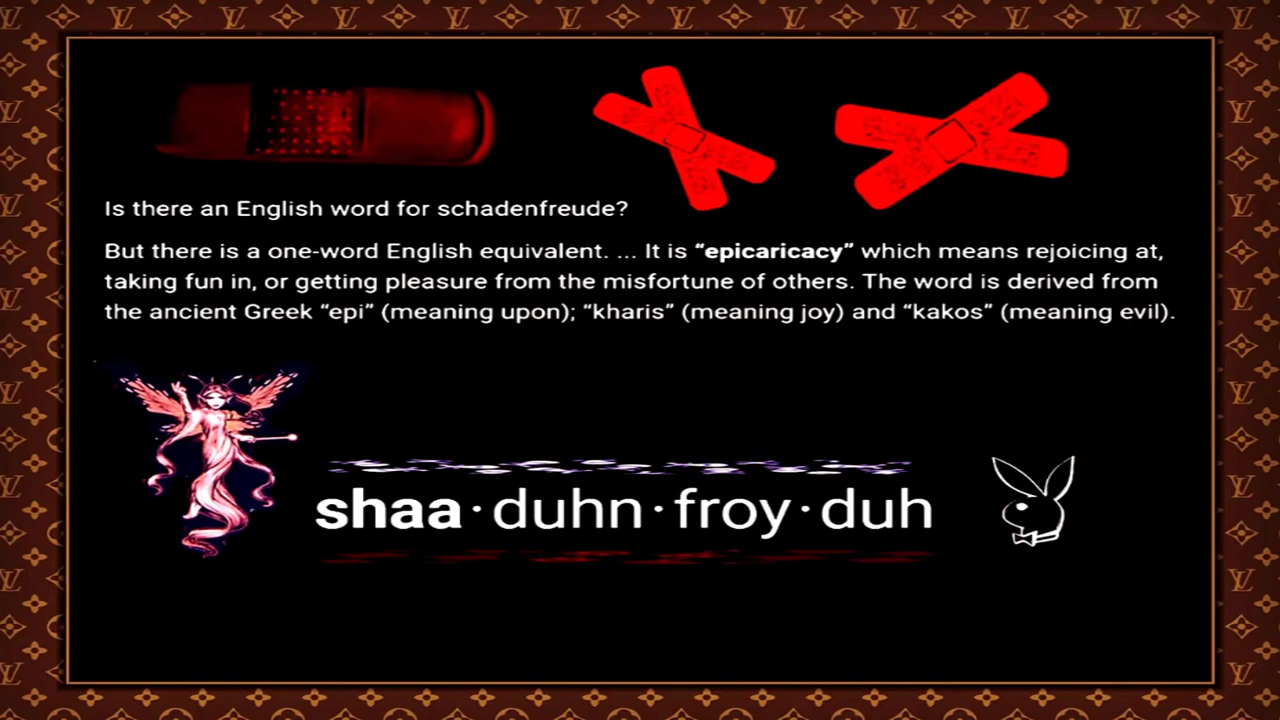 Is there an English word for schadenfreude?
But there is a one-word English equivalent. ... It is “epicaricacy” which means rejoicing at,
taking fun in, or getting pleasure from the misfortune of others. The word is derived from
the ancient Greek “epi” (meaning upon); “kharis” (meaning joy) and “kakos” (meaning evil).
shaa·duhn·froy·duh